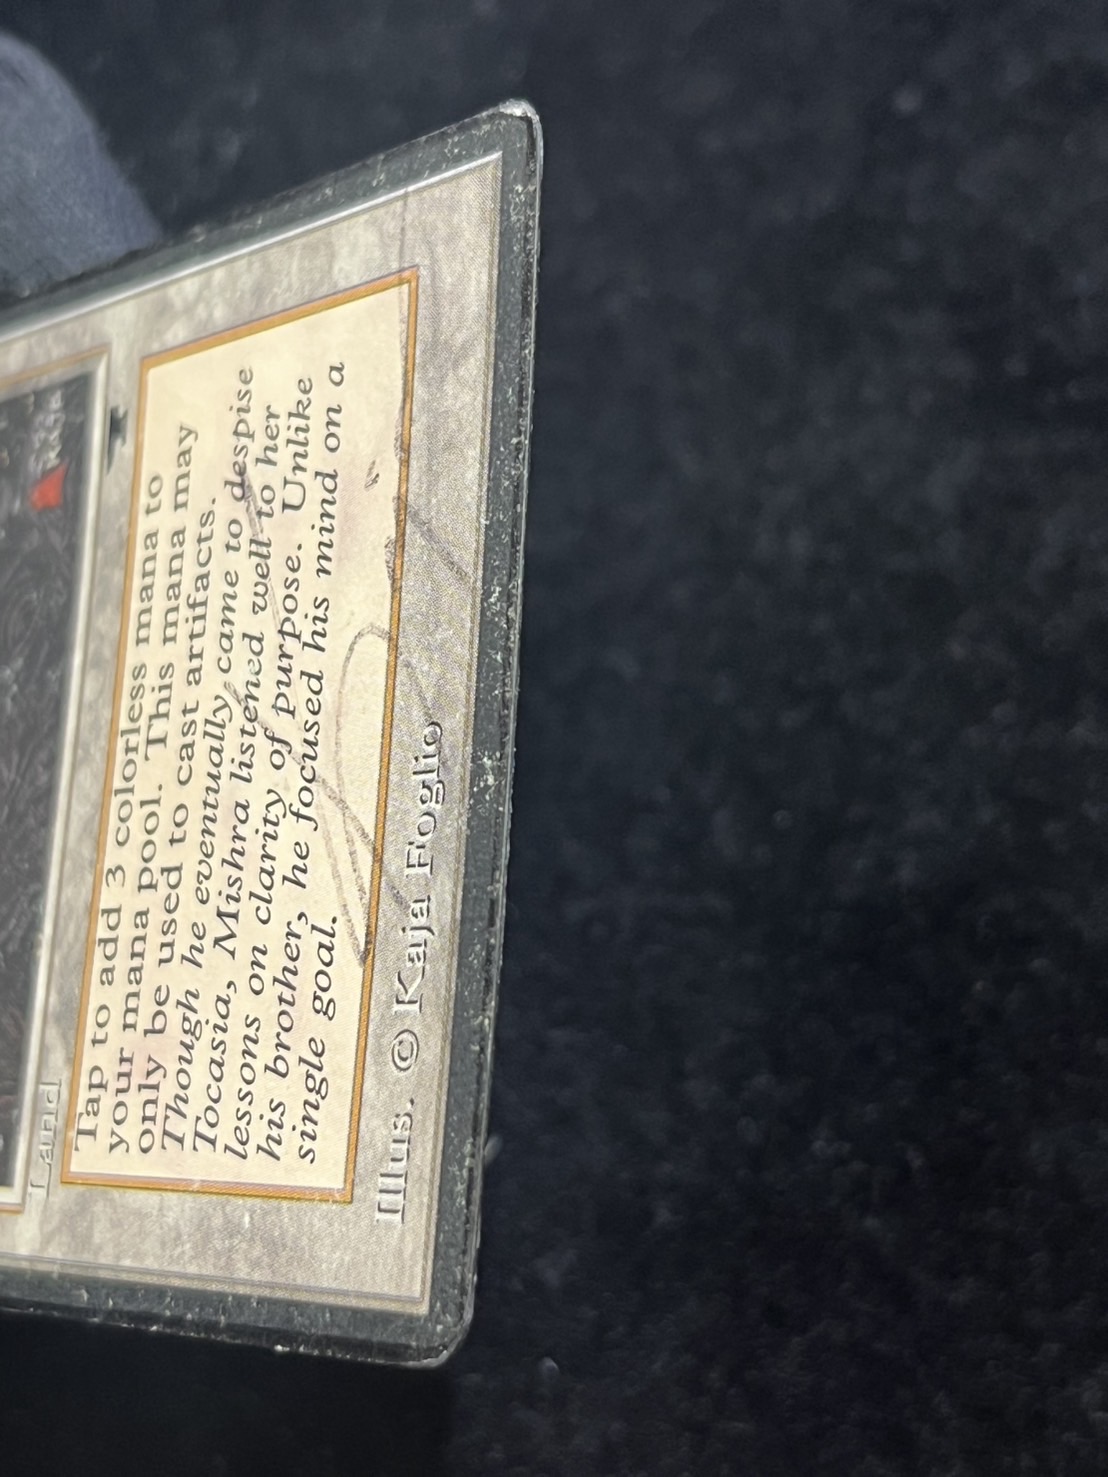 Land
Tap to add 3 colorless mana to
your mana pool. This mana may
only be used to cast artifacts.
Though he eventually came to despise
Tocasia, Mishra listened well to her
lessons on clarity of purpose. Unlike
his brother, he focused his mind on a
single goal.
Illus. © Kaja Foglio